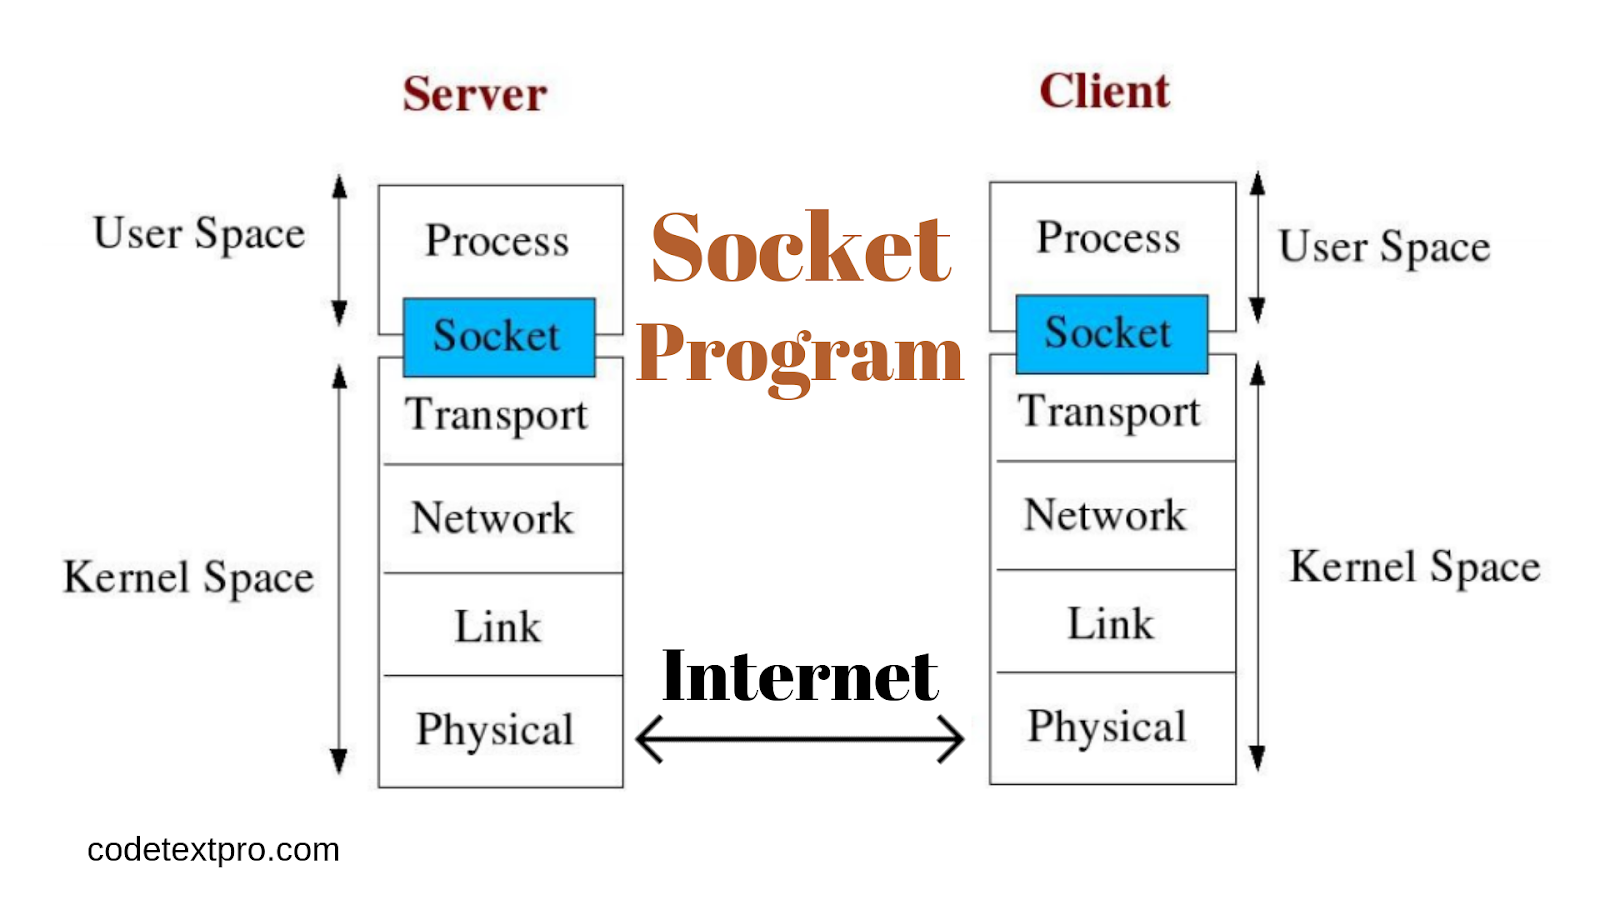 Server
Client
User Space
Process
Socket
Program
Process
User Space
Socket
Socket
Transport
Transport
Network
Network
Kernel Space
Kernel Space
Link
Link
Internet
Physical
Physical
codetextpro.com